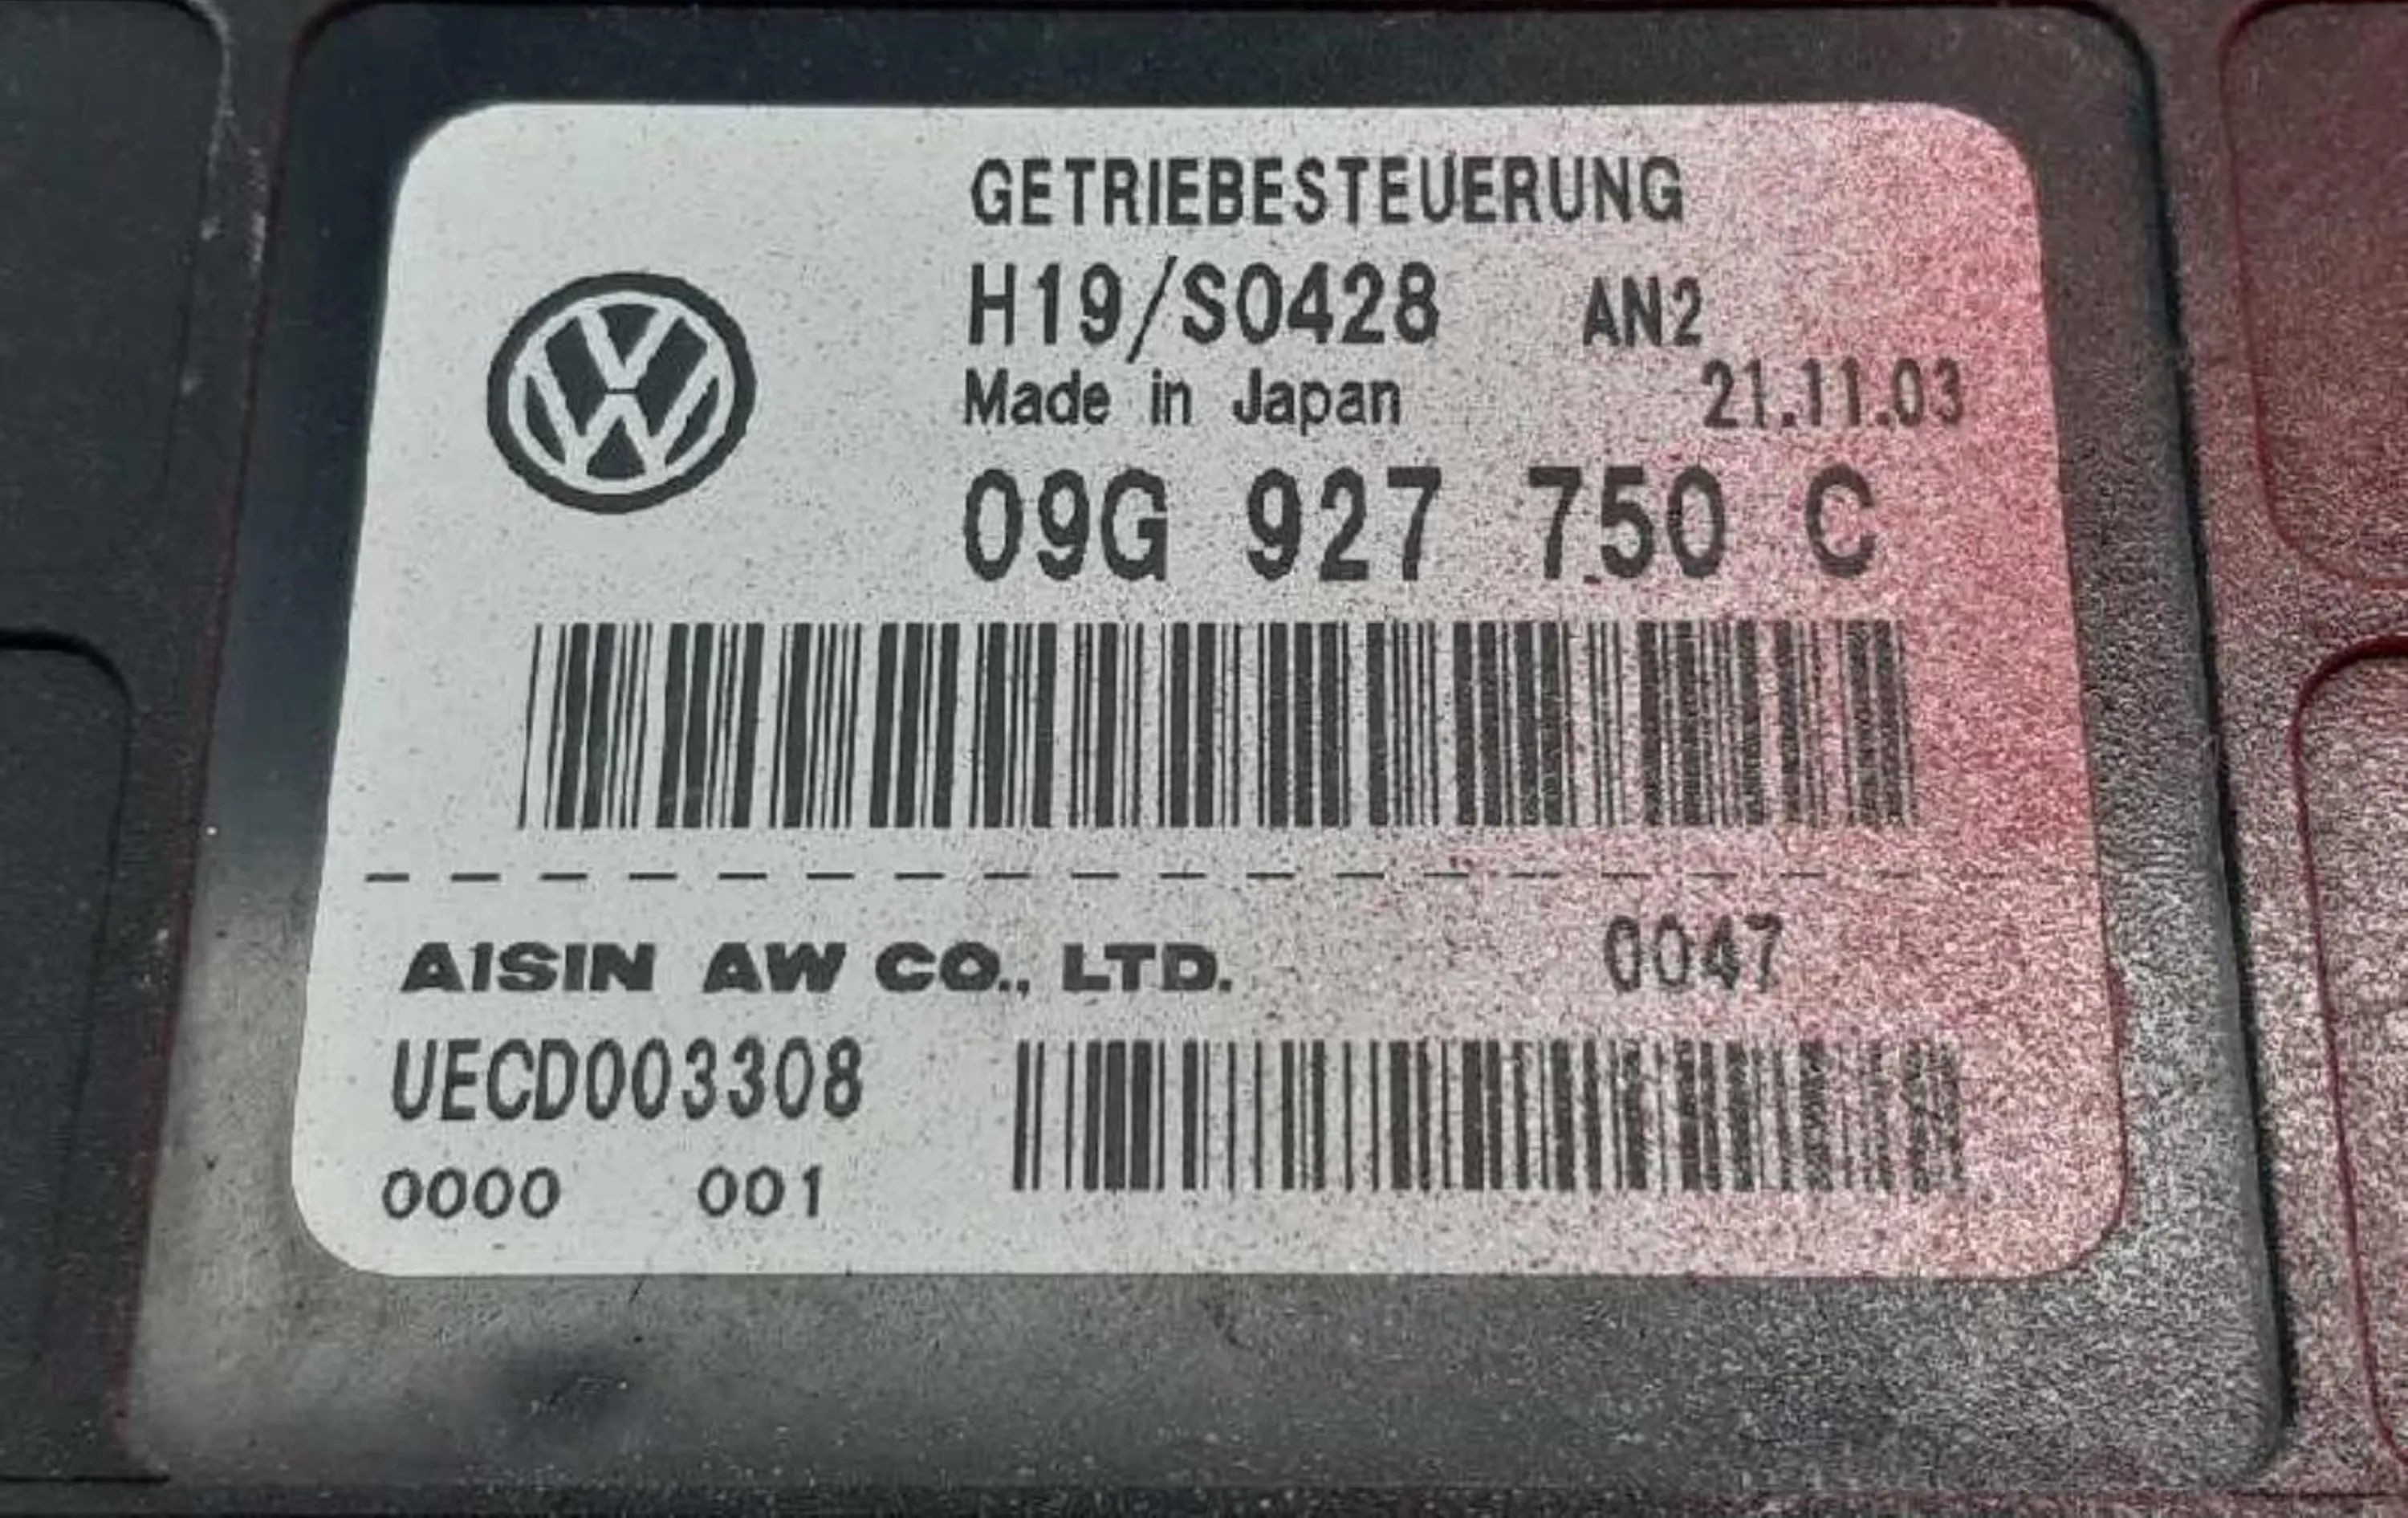 GETRIEBESTEUERUNG
H19/S0428 AN2
Made in Japan 21.11.03
09G 927 750 C
AISIN AW CO., LTD. 0047
UECD003308
0000 001